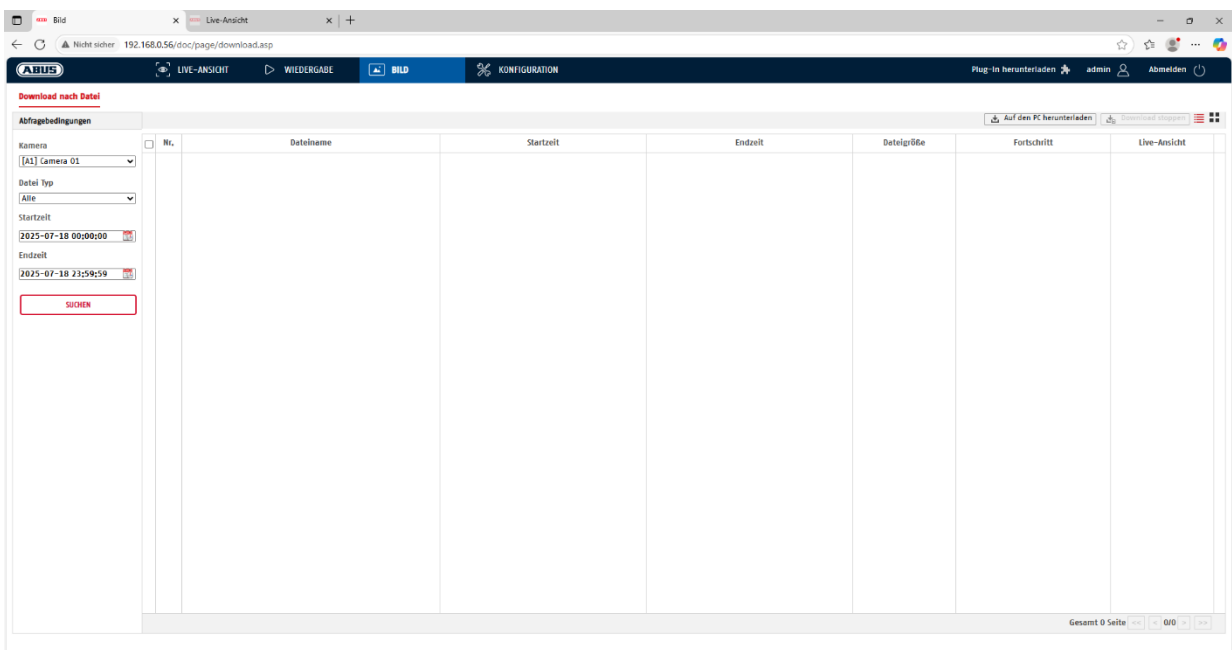 Bild
Live-Ansicht
Nicht sicher 192.168.0.56/doc/page/download.asp
ABUS LIVE-ANSICHT WIEDERGABE BILD KONFIGURATION Plug-In herunterladen admin Abmelden
Download nach Datei
Abfragebedingungen
Auf den PC herunterladen Download stoppen
Kamera
[A1] Camera 01
Datei Typ
Alle
Startzeit
2025-07-18 00:00:00
Endzeit
2025-07-18 23:59:59
SUCHEN
Nr. Dateiname Startzeit Endzeit Dateigröße Fortschritt Live-Ansicht
Gesamt 0 Seite << < 0/0 > >>